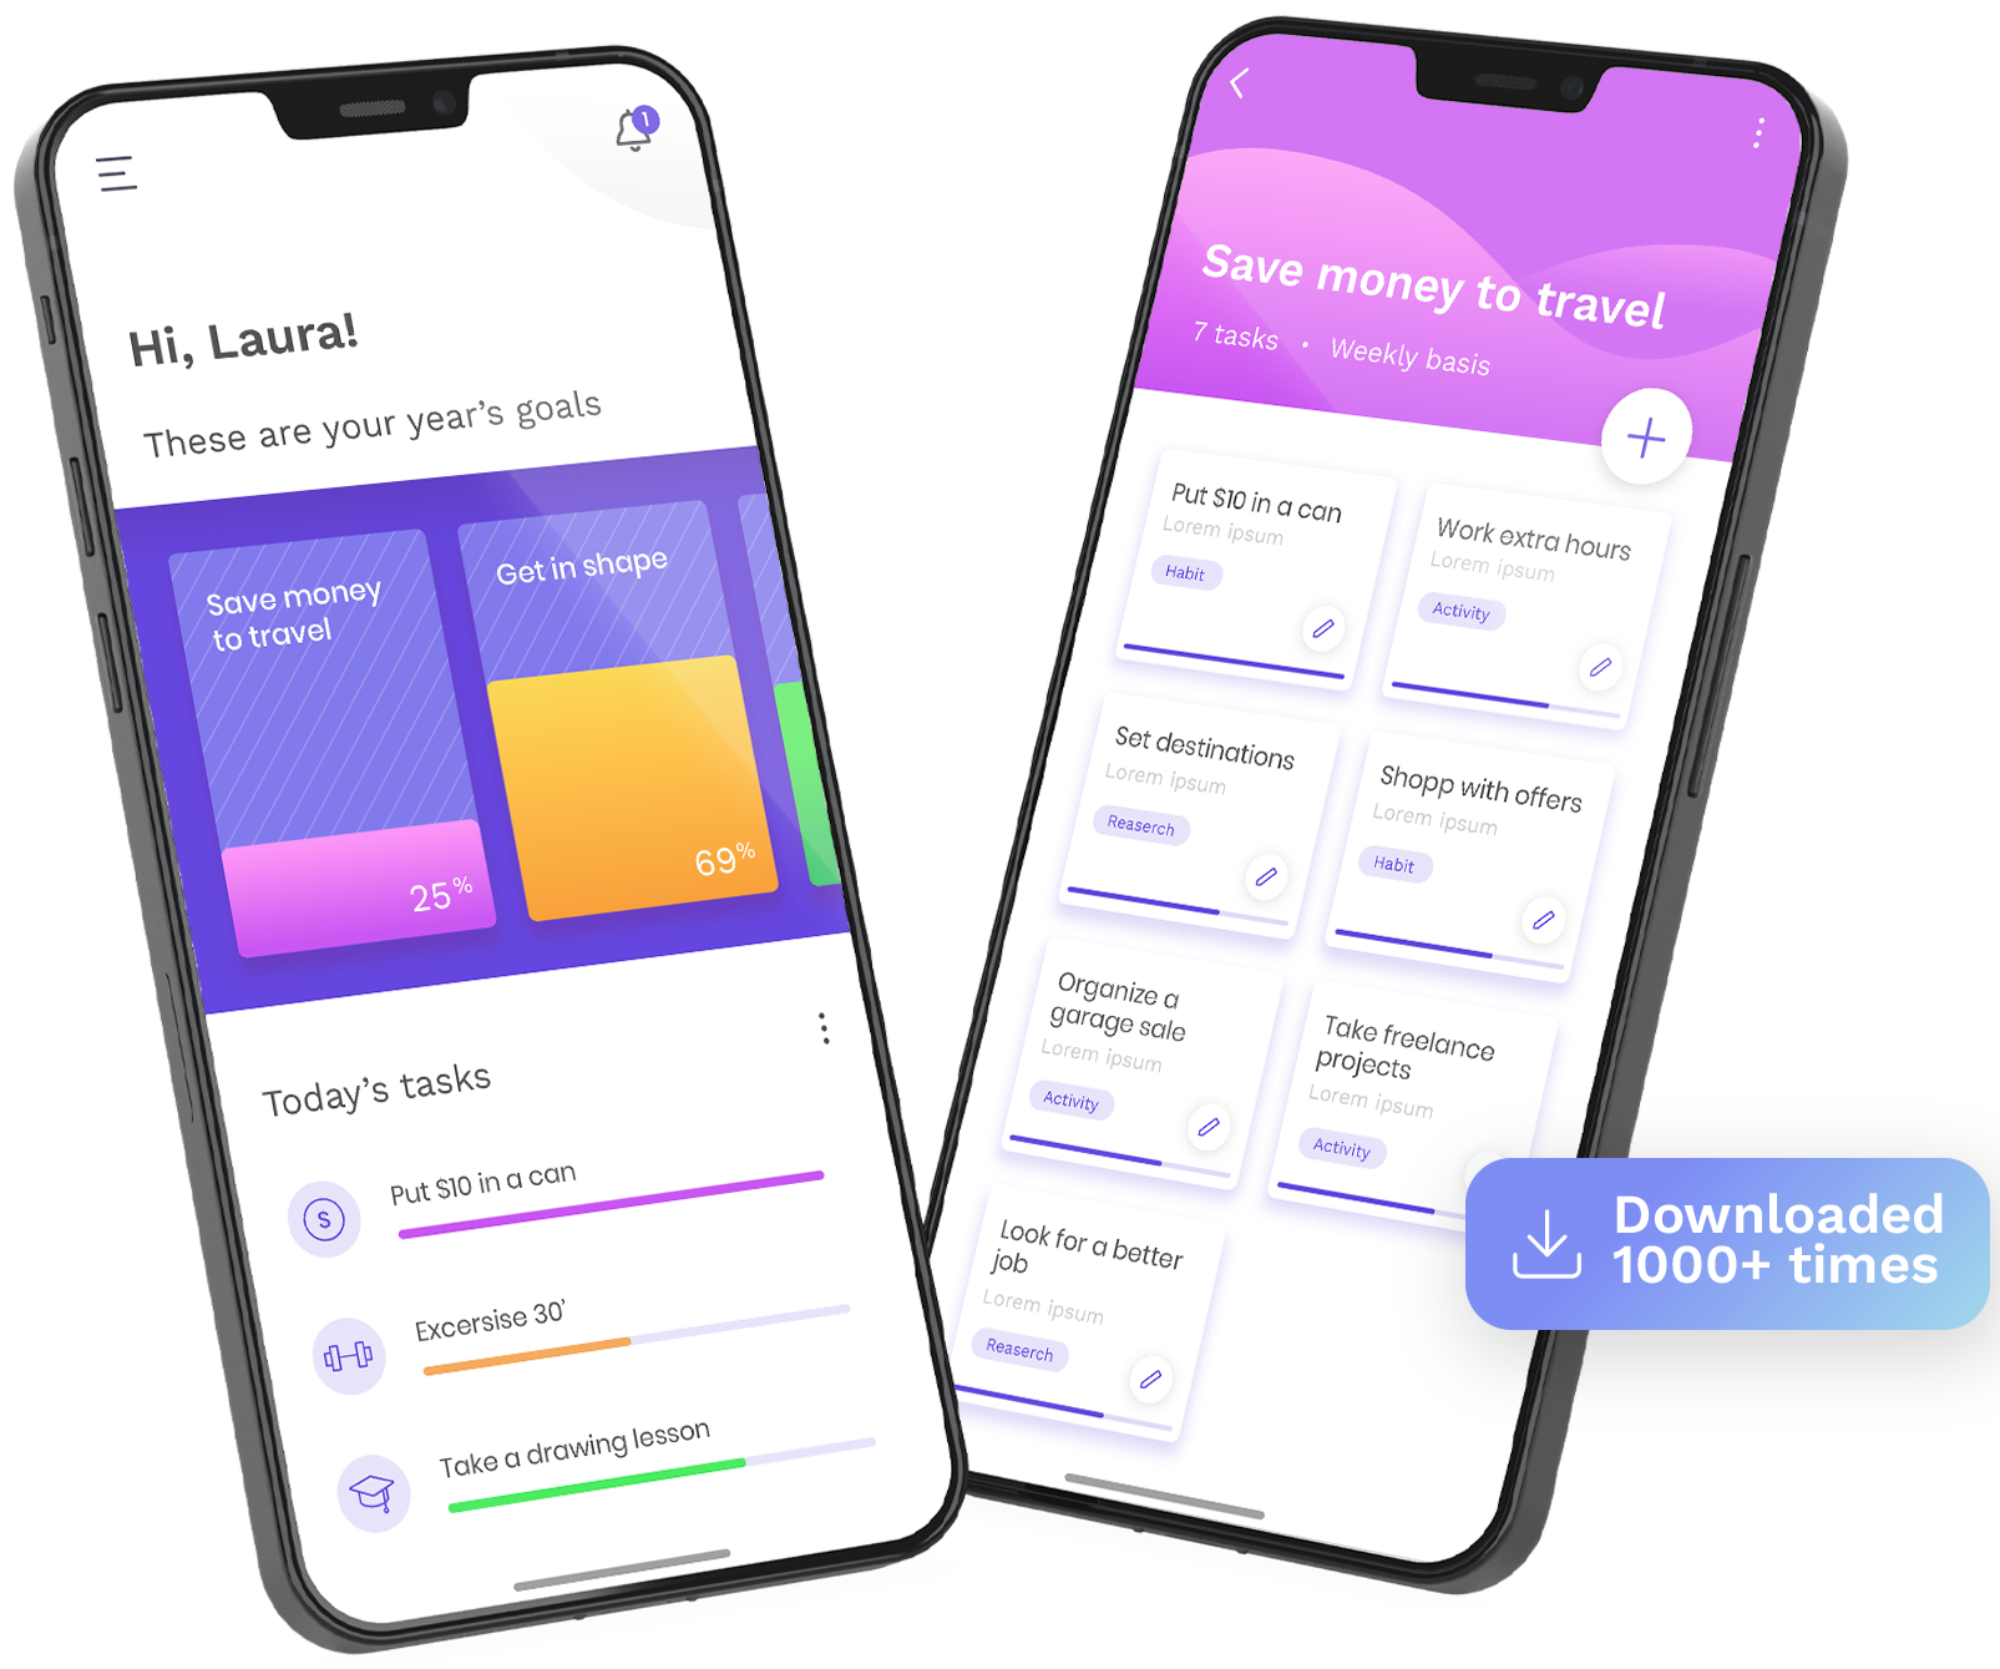 1
Hi, Laura!
These are your year's goals
Save money
to travel
25%
Get in shape
69%
Today's tasks
Put $10 in a can
S
Excersise 30'
Take a drawing lesson
Save money to travel
7 tasks • Weekly basis
Put $10 in a can
Lorem ipsum
Habit
Work extra hours
Lorem ipsum
Activity
Set destinations
Lorem ipsum
Reaserch
Shopp with offers
Lorem ipsum
Habit
Organize a
garage sale
Lorem ipsum
Activity
Take freelance
projects
Lorem ipsum
Activity
Look for a better
job
Lorem ipsum
Reaserch
Downloaded
1000+ times